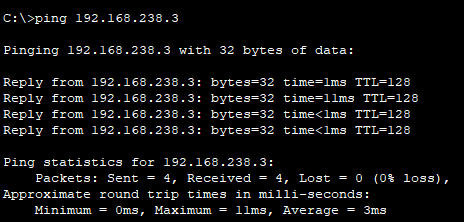 C:\>ping 192.168.238.3
Pinging 192.168.238.3 with 32 bytes of data:
Reply from 192.168.238.3: bytes=32 time=1ms TTL=128
Reply from 192.168.238.3: bytes=32 time=11ms TTL=128
Reply from 192.168.238.3: bytes=32 time<1ms TTL=128
Reply from 192.168.238.3: bytes=32 time<1ms TTL=128
Ping statistics for 192.168.238.3:
Packets: Sent = 4, Received = 4, Lost = 0 (0% loss),
Approximate round trip times in milli-seconds:
Minimum = 0ms, Maximum = 11ms, Average = 3ms